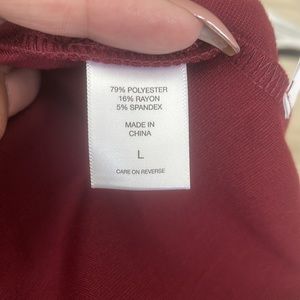 79% POLYESTER
16% RAYON
5% SPANDEX
MADE IN
CHINA
L
CARE ON REVERSE